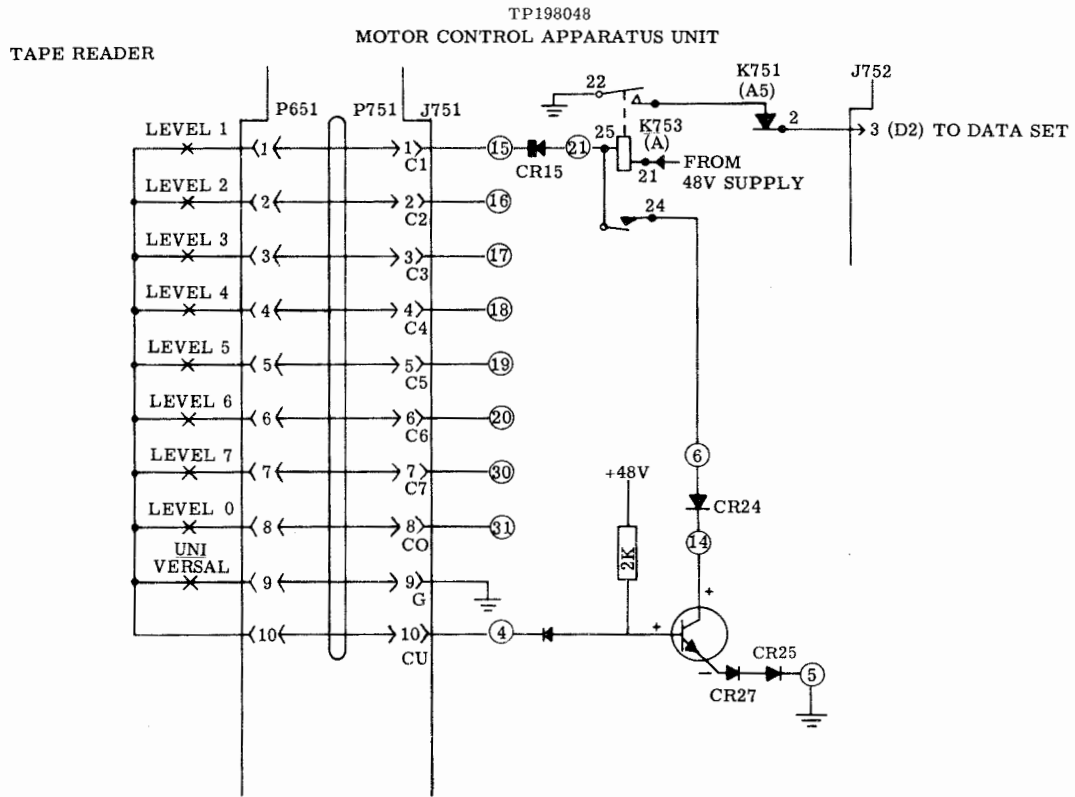 TP198048
MOTOR CONTROL APPARATUS UNIT
TAPE READER
P651
P751
J751
22
K751
(A5)
J752
2
3 (D2) TO DATA SET
LEVEL 1
1
1
C1
15
CR15
21
25
K753
(A)
21
FROM
48V SUPPLY
LEVEL 2
2
2
C2
16
24
LEVEL 3
3
3
C3
17
LEVEL 4
4
4
C4
18
LEVEL 5
5
5
C5
19
LEVEL 6
6
6
C6
20
LEVEL 7
7
7
C7
30
+48V
6
CR24
LEVEL 0
8
8
CO
31
2K
14
UNI
VERSAL
9
9
G
+
10
10
CU
4
+
CR25
−
CR27
5